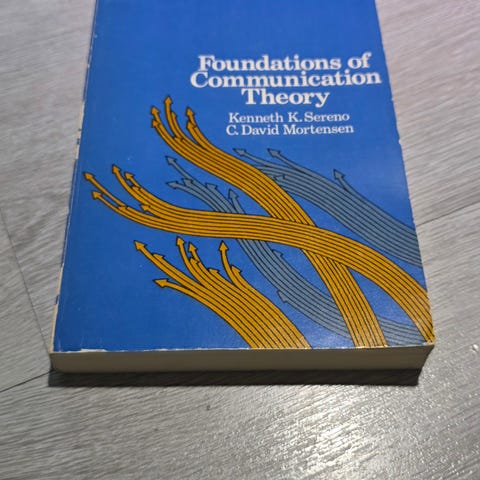 Foundations of
Communication
Theory
Kenneth K. Sereno
C. David Mortensen